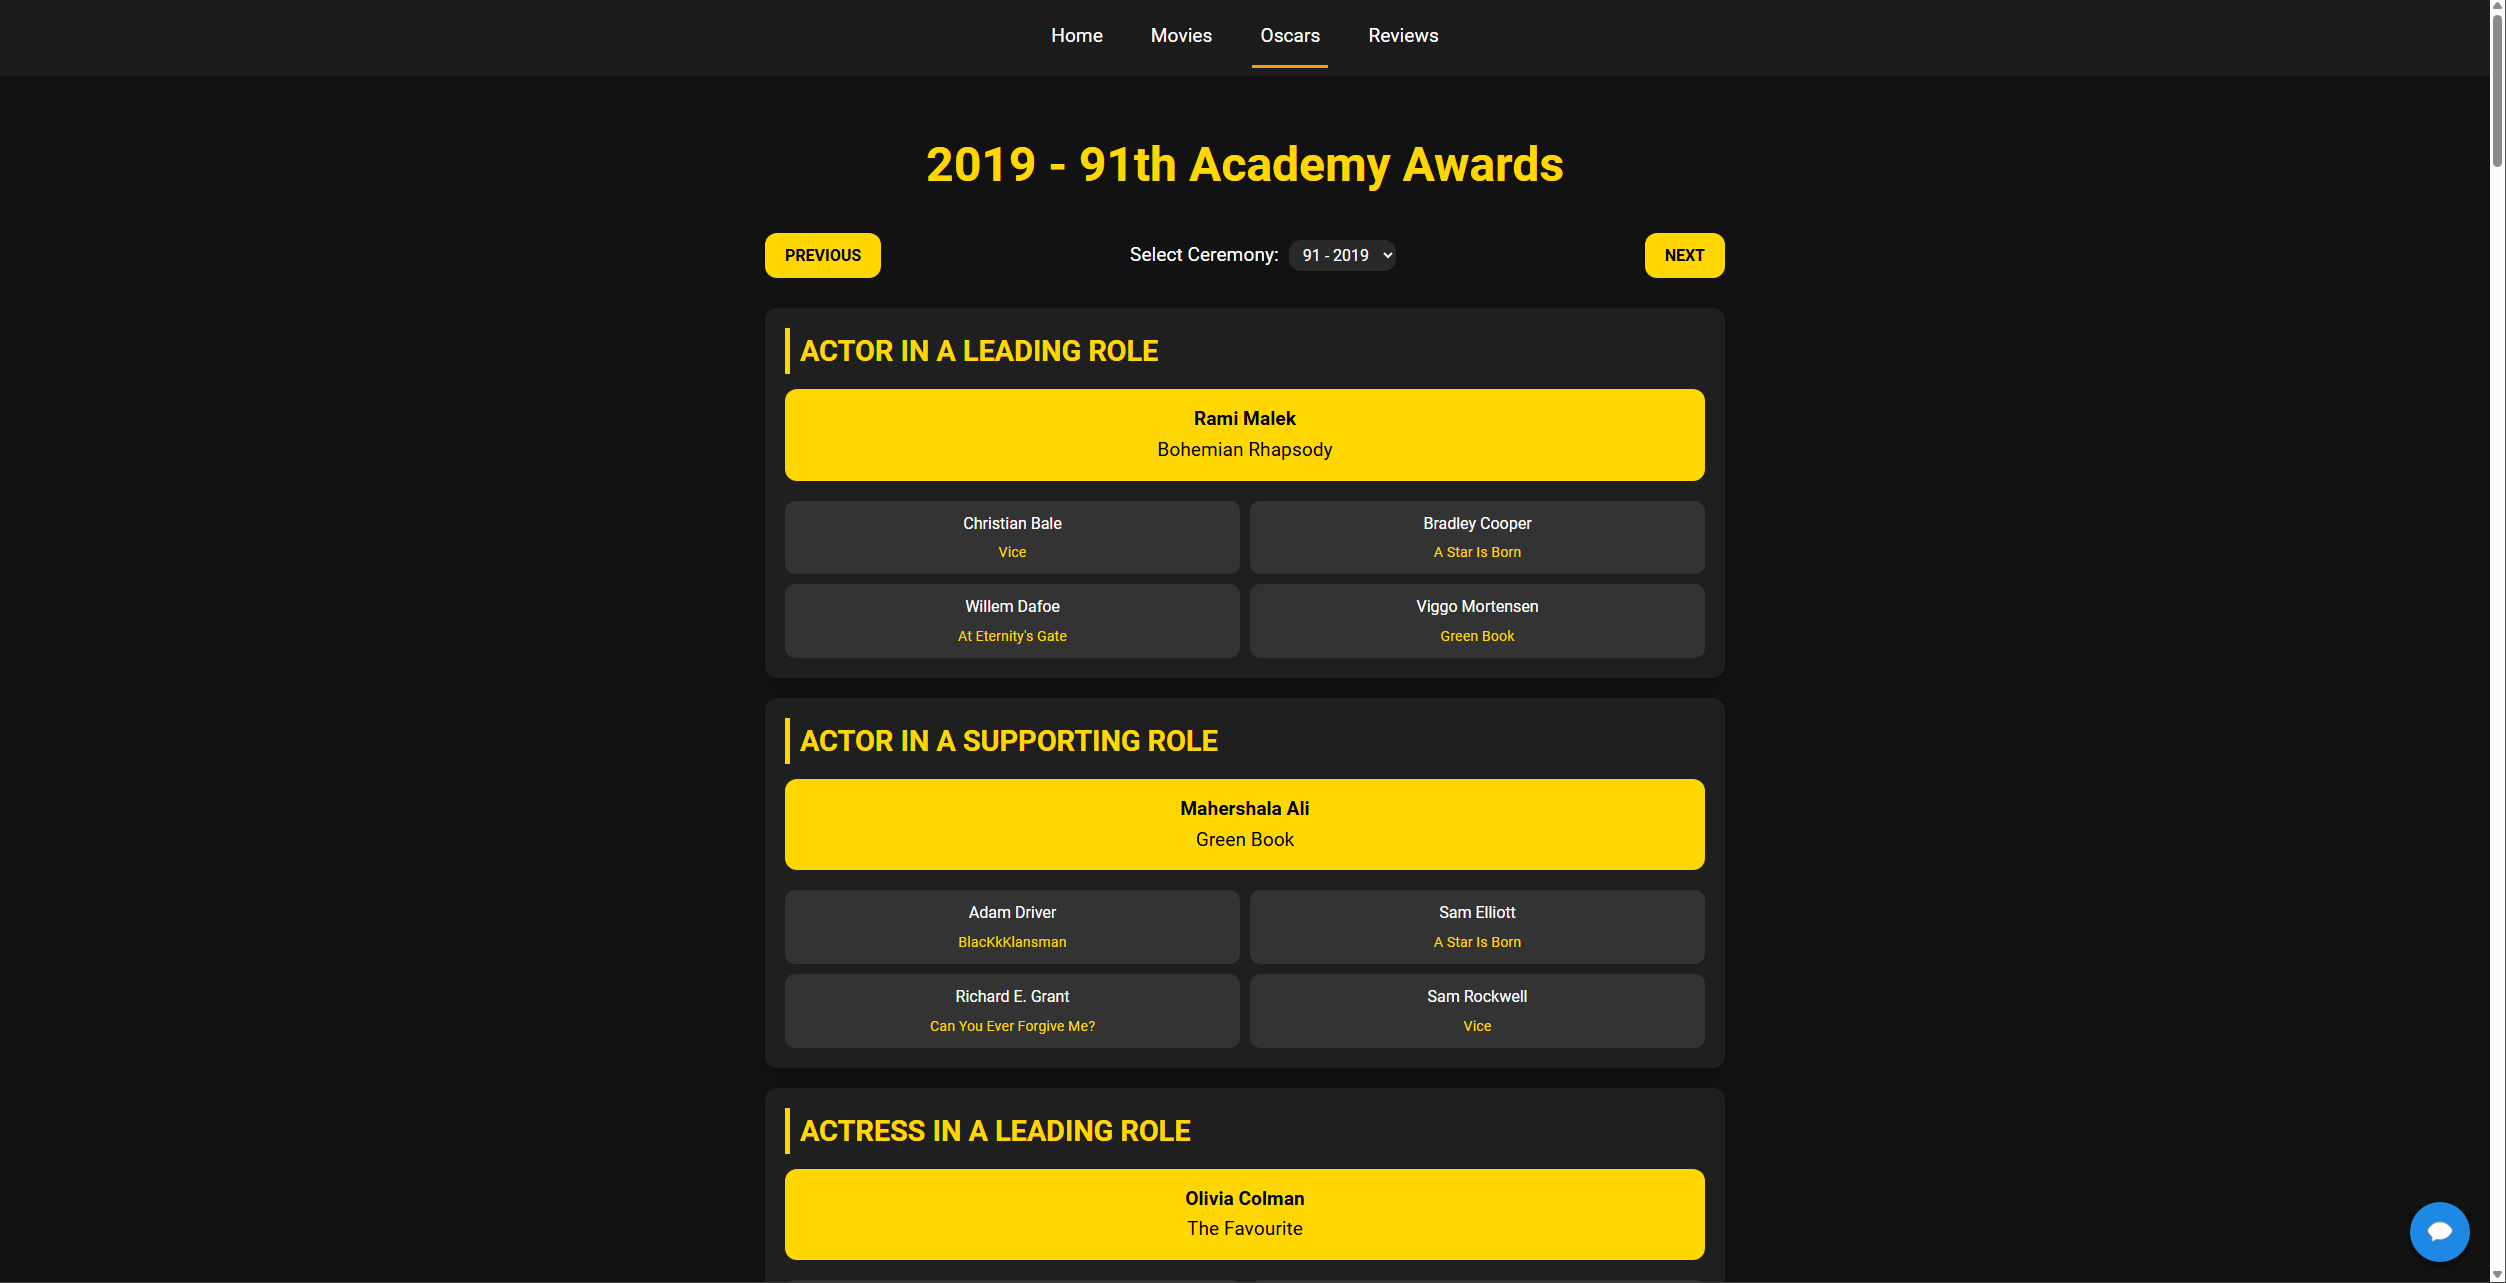 Home Movies Oscars Reviews
2019 - 91th Academy Awards
PREVIOUS Select Ceremony: 91 - 2019 NEXT
ACTOR IN A LEADING ROLE
Rami Malek
Bohemian Rhapsody
Christian Bale
Vice
Bradley Cooper
A Star Is Born
Willem Dafoe
At Eternity's Gate
Viggo Mortensen
Green Book
ACTOR IN A SUPPORTING ROLE
Mahershala Ali
Green Book
Adam Driver
BlacKkKlansman
Sam Elliott
A Star Is Born
Richard E. Grant
Can You Ever Forgive Me?
Sam Rockwell
Vice
ACTRESS IN A LEADING ROLE
Olivia Colman
The Favourite